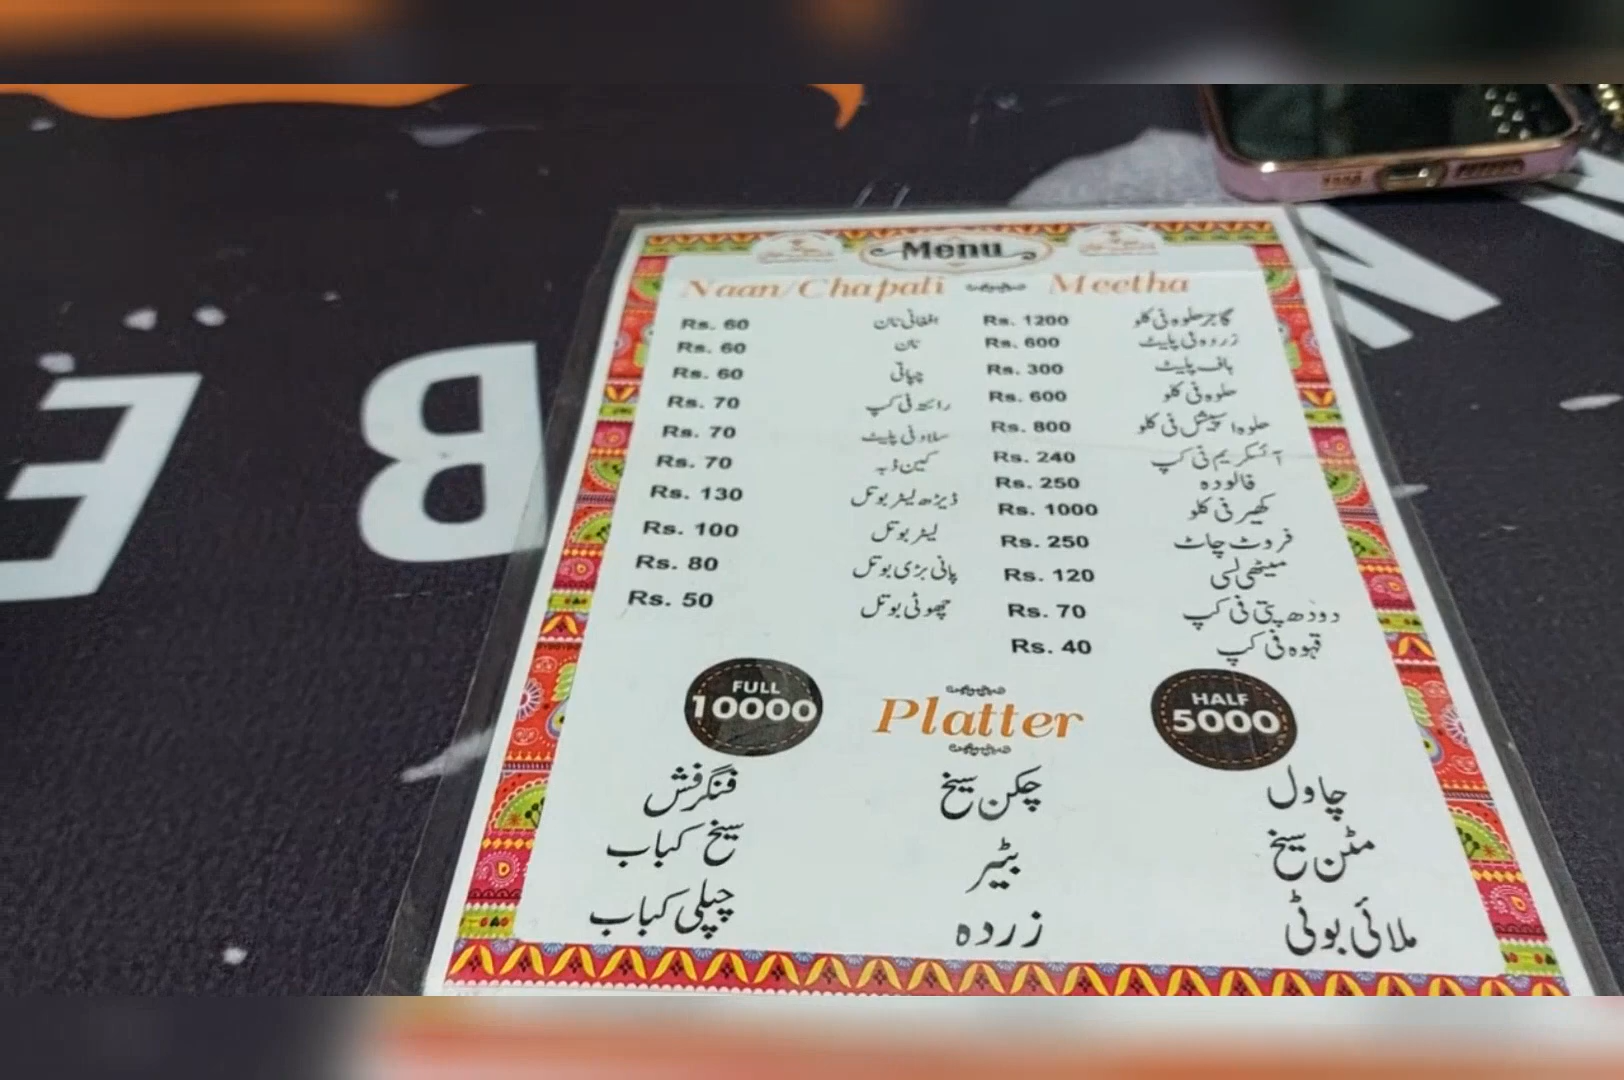 Menu
Naan/Chapati Meetha
Rs. 60 افغانی نان
Rs. 60 نان
Rs. 60 چپاتی
Rs. 70 رائتہ فی کپ
Rs. 70 سلاد فی پلیٹ
Rs. 70 کین ڈبہ
Rs. 130 ڈیڑھ لیٹر بوتل
Rs. 100 لیٹر بوتل
Rs. 80 پانی بڑی بوتل
Rs. 50 چھوٹی بوتل
Rs. 1200 گاجر حلوہ فی کلو
Rs. 600 زردہ فی پلیٹ
Rs. 300 ہاف پلیٹ
Rs. 600 حلوہ فی کلو
Rs. 800 حلوہ اسپیشل فی کلو
Rs. 240 آئسکریم فی کپ
Rs. 250 فالودہ
Rs. 1000 کھیر فی کلو
Rs. 250 فروٹ چاٹ
Rs. 120 میٹھی لسی
Rs. 70 دودھ پتی فی کپ
Rs. 40 قہوہ فی کپ
FULL
10000
Platter
HALF
5000
چاول چکن سیخ فنگر فش
مٹن سیخ بٹیر سیخ کباب
ملائی بوٹی زردہ چپلی کباب
E B